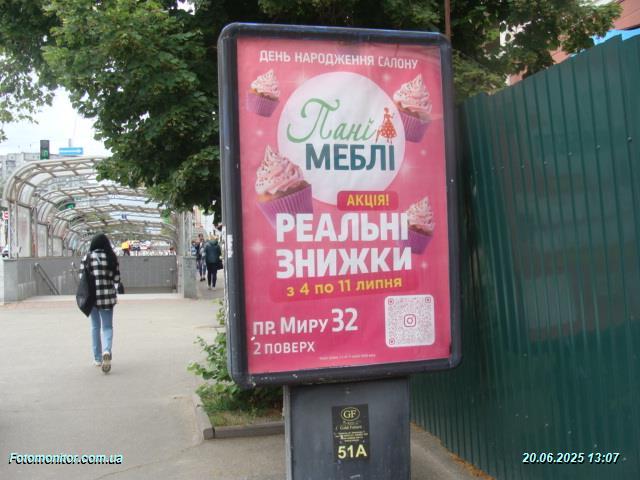 ДЕНЬ НАРОДЖЕННЯ САЛОНУ
Пані
МЕБЛІ
АКЦІЯ!
РЕАЛЬНІ
ЗНИЖКИ
з 4 по 11 липня
пр. Миру 32
2 поверх
GF
51A
Fotomonitor.com.ua
20.06.2025 13:07